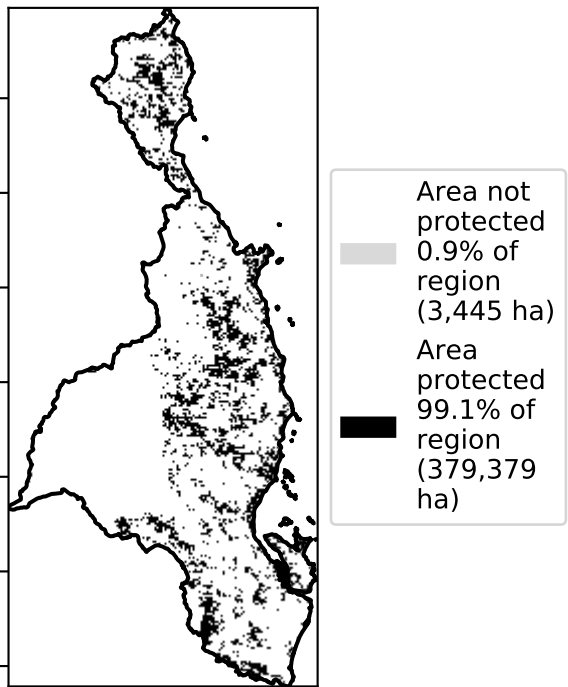 Area not
protected
0.9% of
region
(3,445 ha)
Area
protected
99.1% of
region
(379,379
ha)